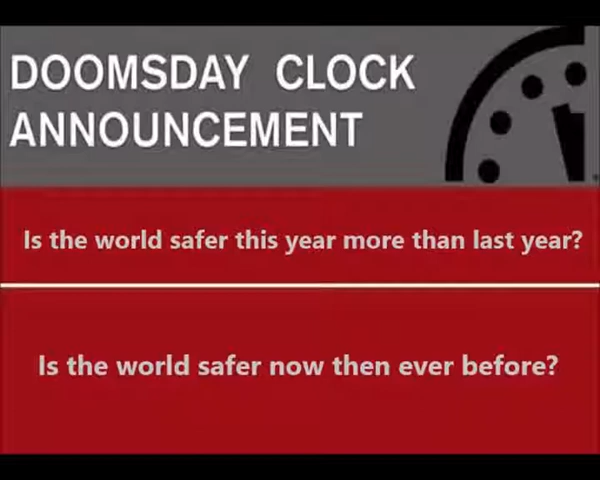 DOOMSDAY CLOCK
ANNOUNCEMENT
Is the world safer this year more than last year?
Is the world safer now then ever before?